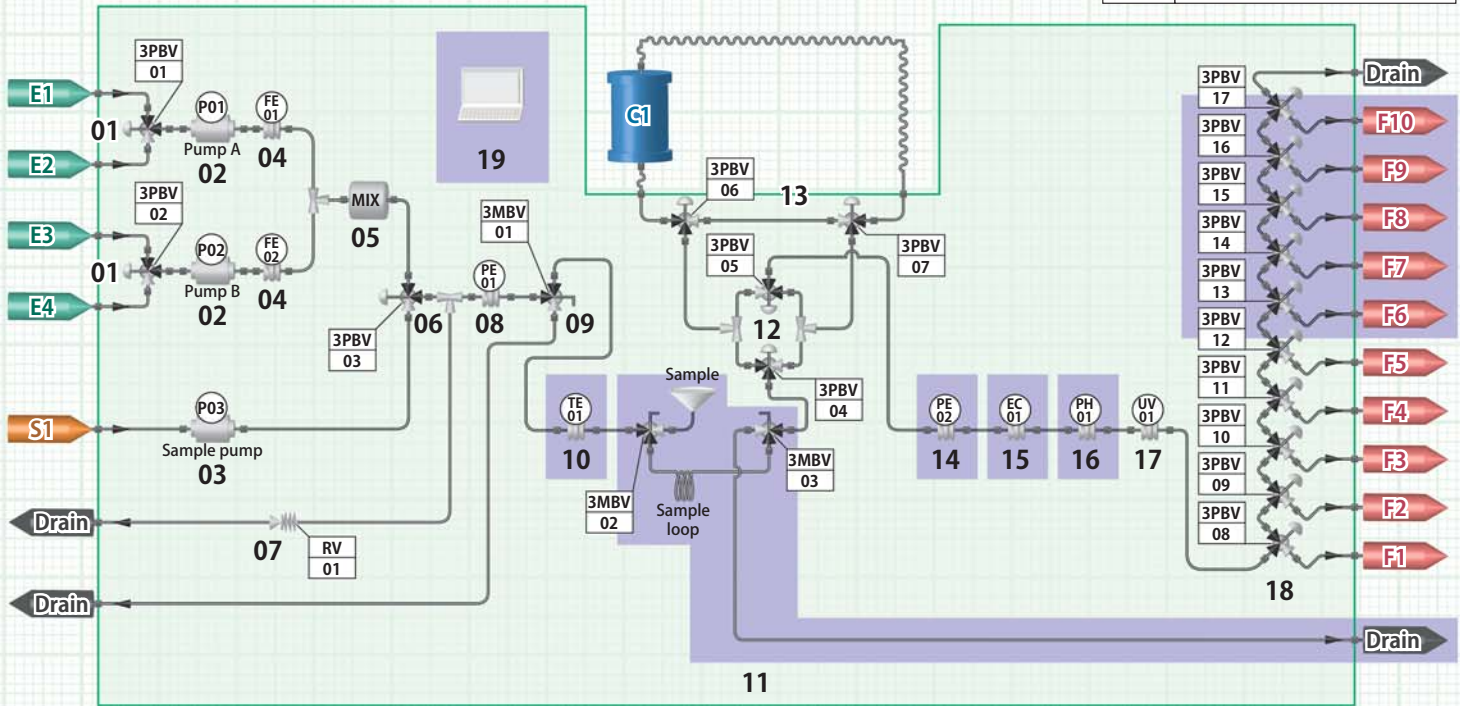 E1
E2
E3
E4
S1
Drain
Drain
3PBV
01
01
P01
Pump A
02
FE
01
04
3PBV
02
01
P02
Pump B
02
FE
02
04
MIX
05
3PBV
03
06
P03
Sample pump
03
07
RV
01
PE
01
08
3MBV
01
09
19
C1
3PBV
06
13
3PBV
07
3PBV
05
12
3PBV
04
TE
01
10
Sample
3MBV
02
Sample
loop
3MBV
03
11
PE
02
14
EC
01
15
PH
01
16
UV
01
17
3PBV
17
3PBV
16
3PBV
15
3PBV
14
3PBV
13
3PBV
12
3PBV
11
3PBV
10
3PBV
09
3PBV
08
18
Drain
F10
F9
F8
F7
F6
F5
F4
F3
F2
F1
Drain